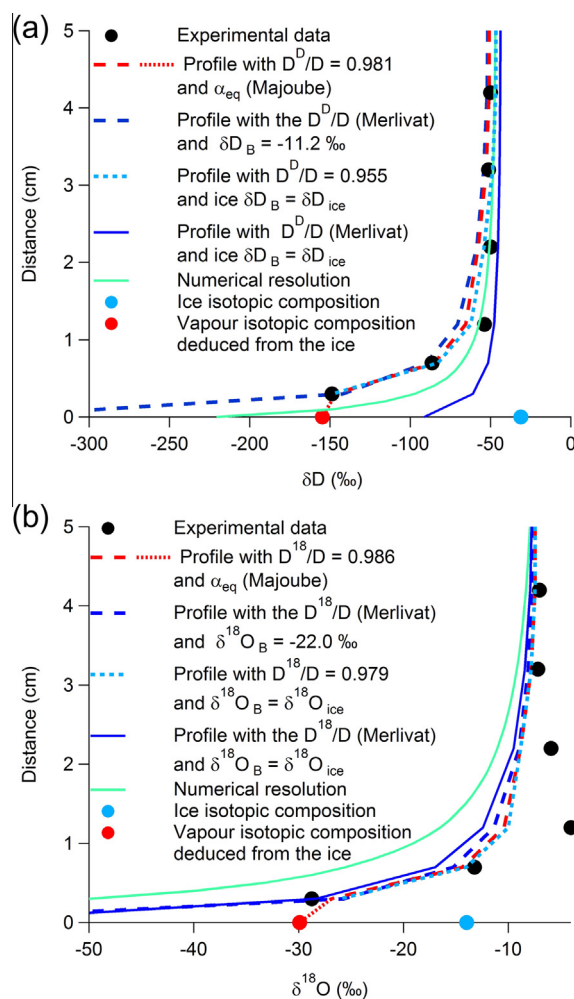 (a)
5
4
3
2
1
0
Distance (cm)
Experimental data
Profile with D^D/D = 0.981
and α_eq (Majoube)
Profile with the D^D/D (Merlivat)
and δD_B = -11.2 ‰
Profile with D^D/D = 0.955
and ice δD_B = δD_ice
Profile with D^D/D (Merlivat)
and ice δD_B = δD_ice
Numerical resolution
Ice isotopic composition
Vapour isotopic composition
deduced from the ice
-300 -250 -200 -150 -100 -50 0
δD (‰)
(b)
5
4
3
2
1
0
Distance (cm)
Experimental data
Profile with D^18/D = 0.986
and α_eq (Majoube)
Profile with the D^18/D (Merlivat)
and δ^18O_B = -22.0 ‰
Profile with D^18/D = 0.979
and δ^18O_B = δ^18O_ice
Profile with the D^18/D (Merlivat)
and δ^18O_B = δ^18O_ice
Numerical resolution
Ice isotopic composition
Vapour isotopic composition
deduced from the ice
-50 -40 -30 -20 -10
δ^18O (‰)